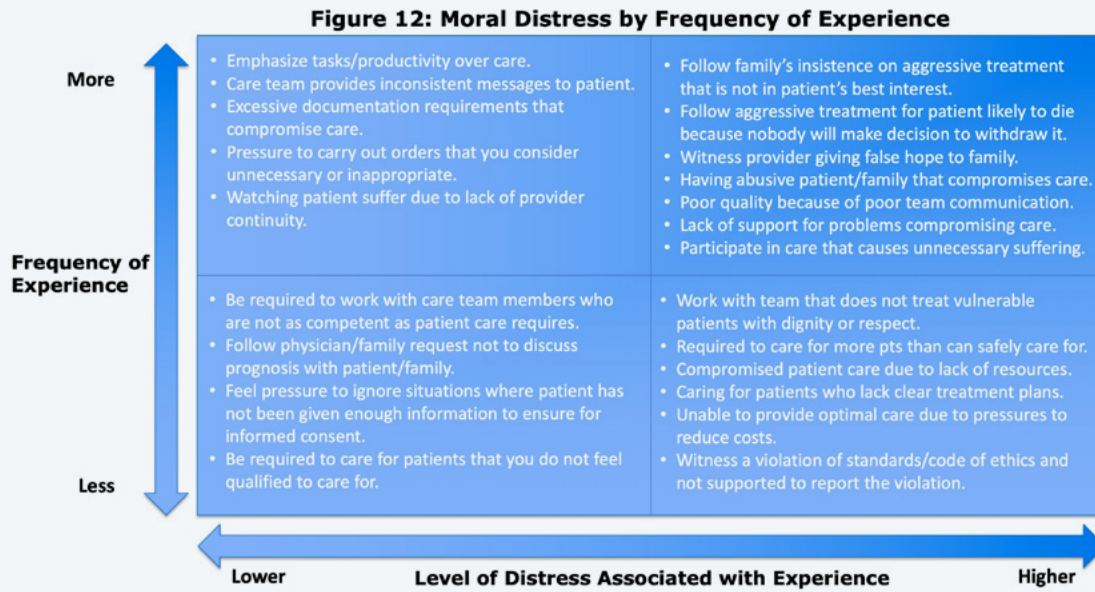 Figure 12: Moral Distress by Frequency of Experience
More
Frequency of
Experience
Less
• Emphasize tasks/productivity over care.
• Care team provides inconsistent messages to patient.
• Excessive documentation requirements that
compromise care.
• Pressure to carry out orders that you consider
unnecessary or inappropriate.
• Watching patient suffer due to lack of provider
continuity.
• Follow family's insistence on aggressive treatment
that is not in patient's best interest.
• Follow aggressive treatment for patient likely to die
because nobody will make decision to withdraw it.
• Witness provider giving false hope to family.
• Having abusive patient/family that compromises care.
• Poor quality because of poor team communication.
• Lack of support for problems compromising care.
• Participate in care that causes unnecessary suffering.
• Be required to work with care team members who
are not as competent as patient care requires.
• Follow physician/family request not to discuss
prognosis with patient/family.
• Feel pressure to ignore situations where patient has
not been given enough information to ensure for
informed consent.
• Be required to care for patients that you do not feel
qualified to care for.
• Work with team that does not treat vulnerable
patients with dignity or respect.
• Required to care for more pts than can safely care for.
• Compromised patient care due to lack of resources.
• Caring for patients who lack clear treatment plans.
• Unable to provide optimal care due to pressures to
reduce costs.
• Witness a violation of standards/code of ethics and
not supported to report the violation.
Lower
Level of Distress Associated with Experience
Higher